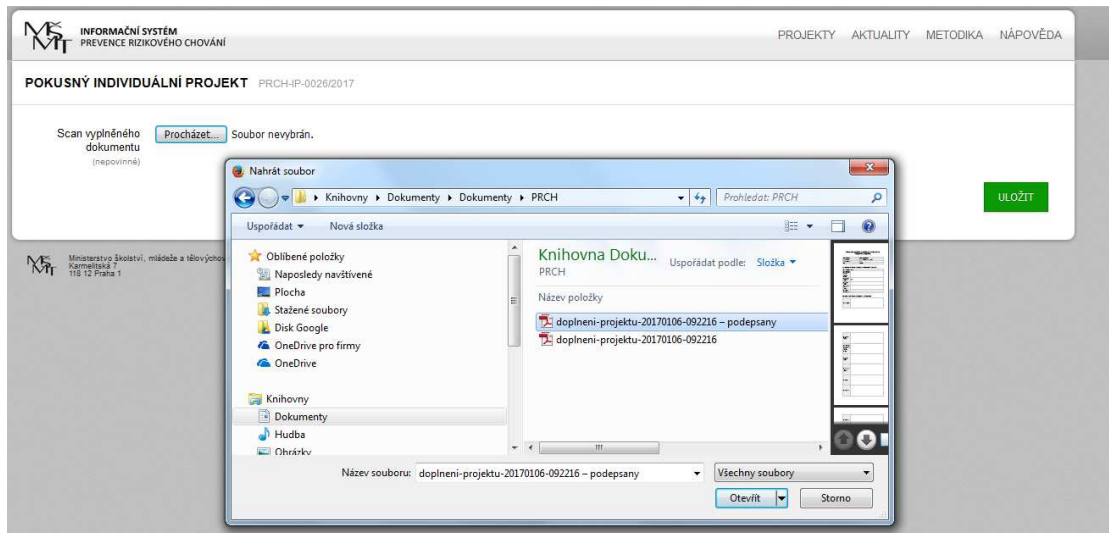 MŠMT INFORMAČNÍ SYSTÉM
PREVENCE RIZIKOVÉHO CHOVÁNÍ
PROJEKTY AKTUALITY METODIKA NÁPOVĚDA
POKUSNÝ INDIVIDUÁLNÍ PROJEKT PRCH-IP-0026/2017
Scan vyplněného
dokumentu
(nepovinné)
Procházet... Soubor nevybrán.
ULOŽIT
Nahrát soubor
Knihovny Dokumenty Dokumenty PRCH
Prohledat: PRCH
Uspořádat Nová složka
Oblíbené položky
Naposledy navštívené
Plocha
Stažené soubory
Disk Google
OneDrive pro firmy
OneDrive
Knihovny
Dokumenty
Hudba
Obrázky
Knihovna Doku...
PRCH
Uspořádat podle: Složka
Název položky
doplneni-projektu-20170106-092216 – podepsany
doplneni-projektu-20170106-092216
Název souboru: doplneni-projektu-20170106-092216 – podepsany
Všechny soubory
Otevřít Storno
MŠMT Ministerstvo školství, mládeže a tělovýchov
Karmelitská 7
118 12 Praha 1